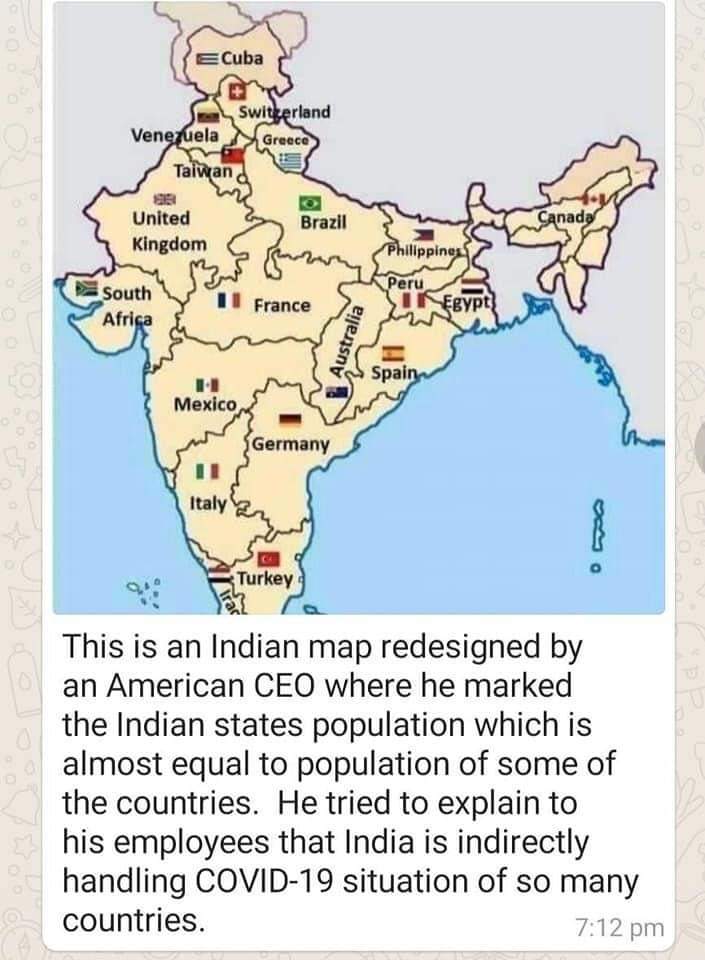 Cuba
Switzerland
Venezuela
Greece
Taiwan
United
Kingdom
Brazil
Canada
Philippines
South
Africa
France
Peru
Egypt
Australia
Spain
Mexico
Germany
Italy
Turkey
Iran
This is an Indian map redesigned by
an American CEO where he marked
the Indian states population which is
almost equal to population of some of
the countries.  He tried to explain to
his employees that India is indirectly
handling COVID-19 situation of so many
countries.
7:12 pm